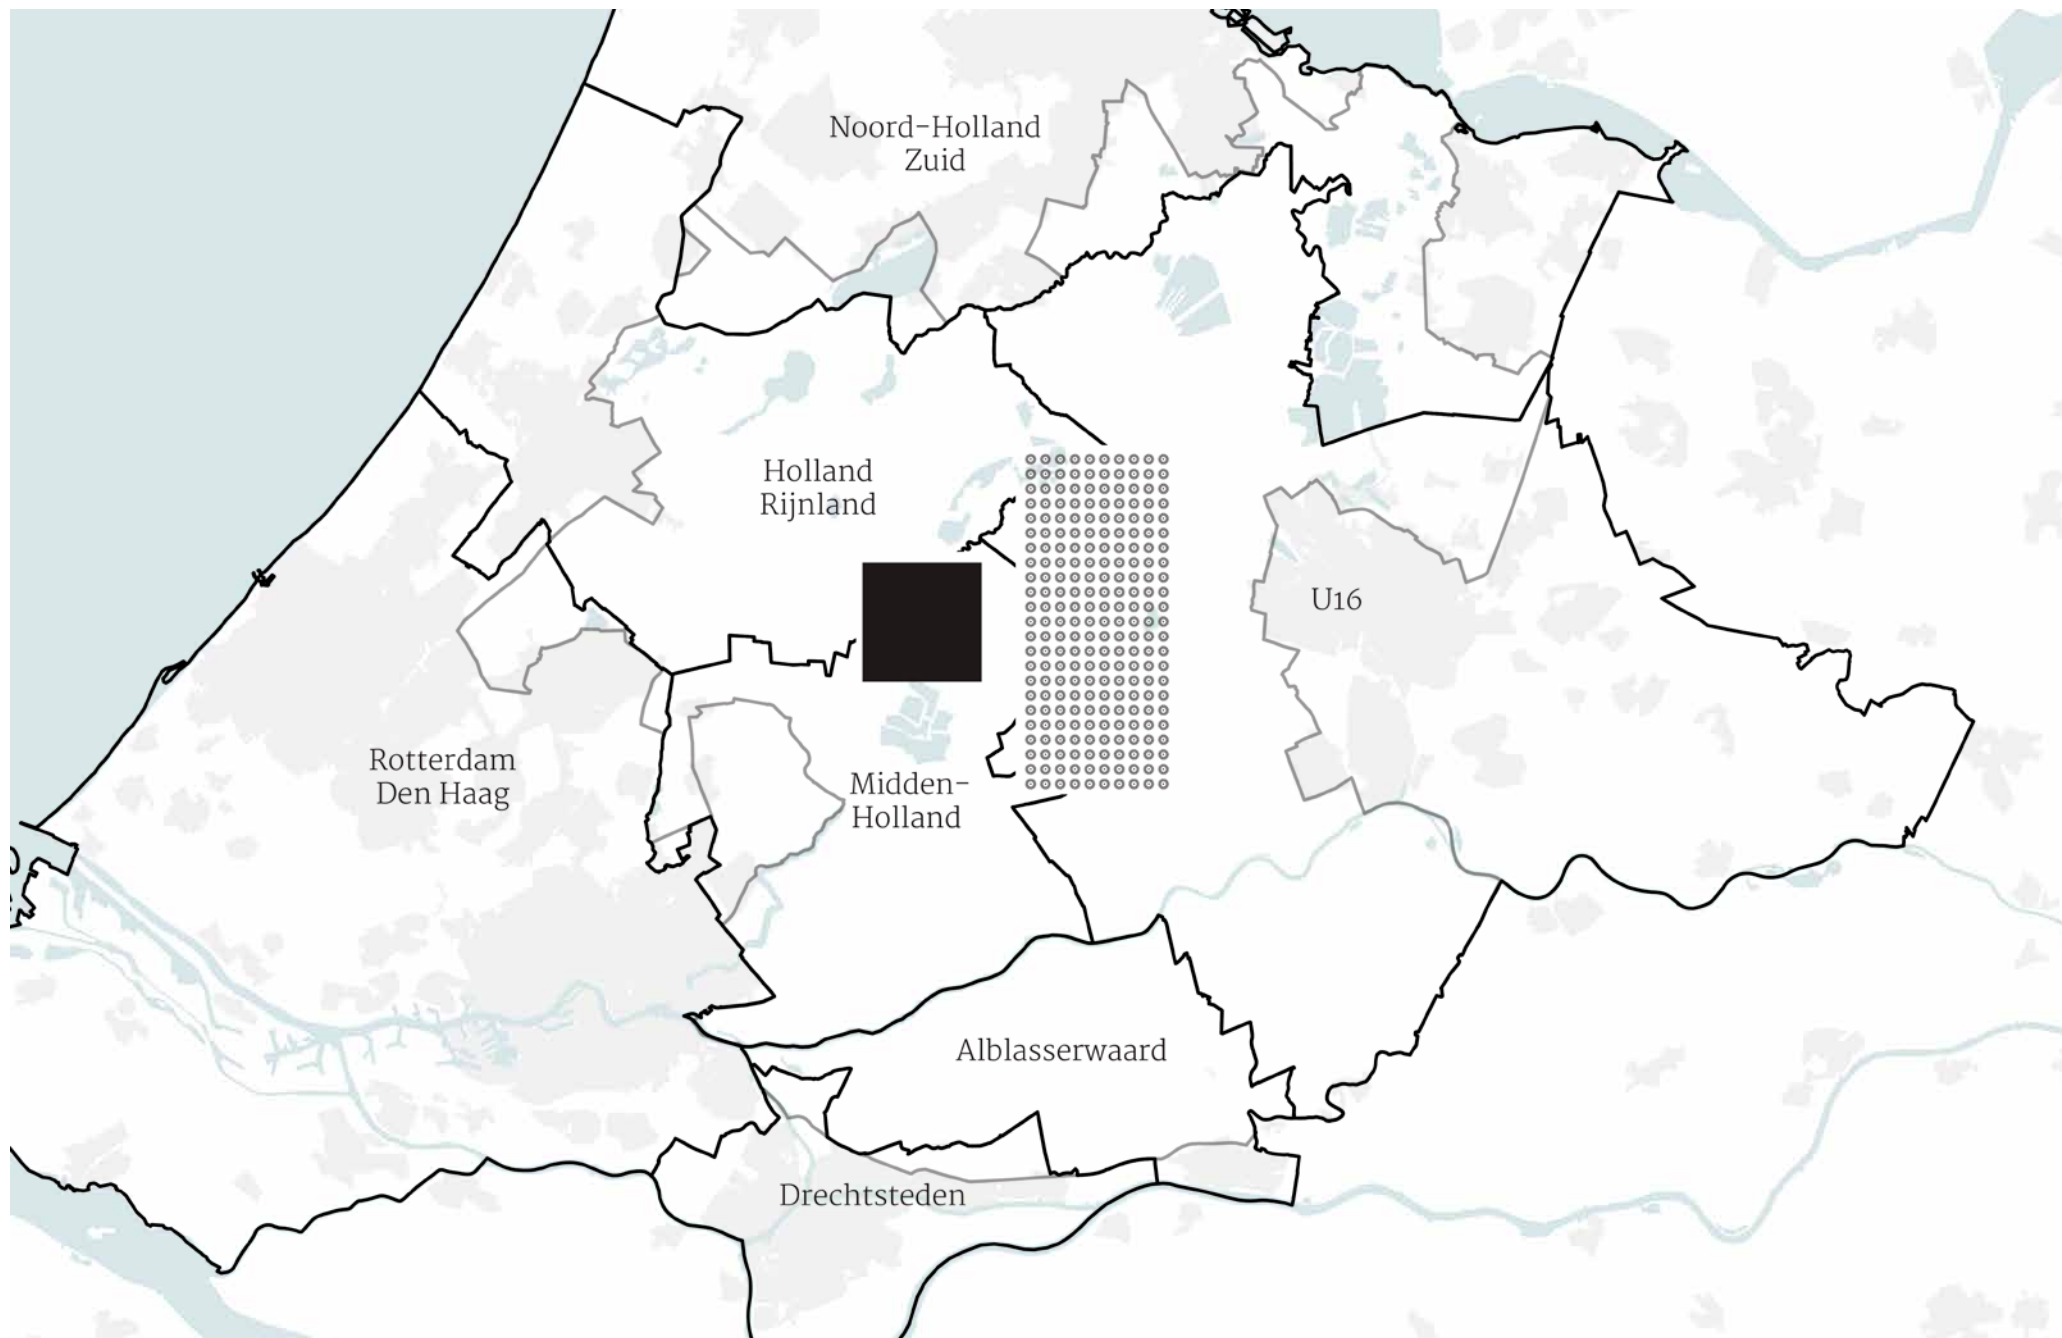 Noord-Holland
Zuid
Holland
Rijnland
U16
Rotterdam
Den Haag
Midden-
Holland
Alblasserwaard
Drechtsteden